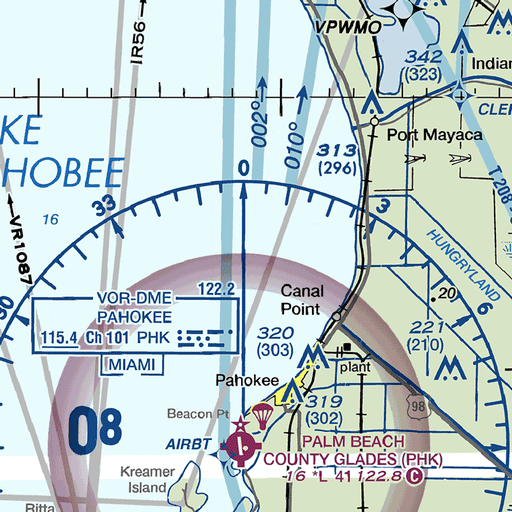 IR56
VPWMO
342
(323)
Indian
CLEF
002°
010°
Port Mayaca
313
(296)
KE
HOBEE
0
33
3
16
VR1087
T 208
HUNGRYLAND
30
6
VOR-DME
122.2
PAHOKEE
115.4 Ch 101 PHK
MIAMI
Canal
Point
20
320
(303)
221
(210)
plant
Pahokee
319
(302)
98
Beacon Pt
08
AIRBT
PALM BEACH
COUNTY GLADES (PHK)
16 *L 41 122.8 C
Kreamer
Island
Ritta